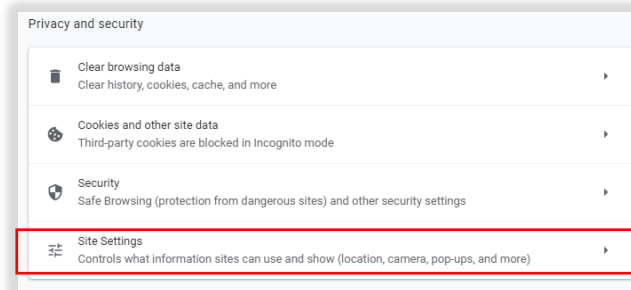 Privacy and security
Clear browsing data
Clear history, cookies, cache, and more
Cookies and other site data
Third-party cookies are blocked in Incognito mode
Security
Safe Browsing (protection from dangerous sites) and other security settings
Site Settings
Controls what information sites can use and show (location, camera, pop-ups, and more)